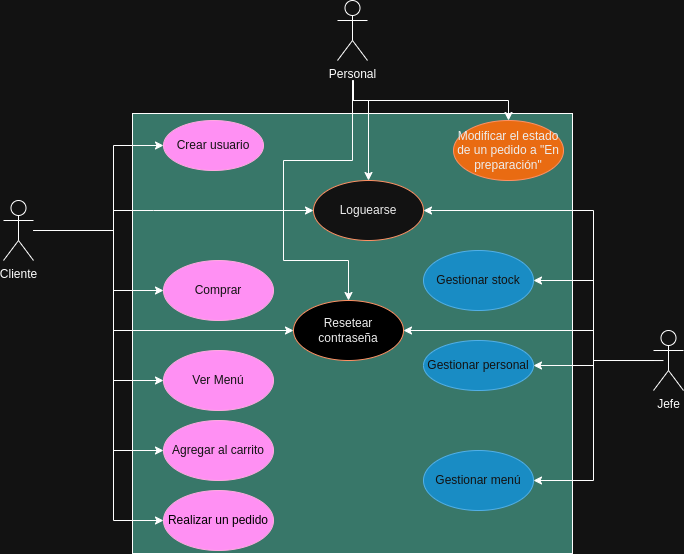 Personal
Crear usuario
Modificar el estado
de un pedido a "En
preparación"
Loguearse
Cliente
Gestionar stock
Comprar
Resetear
contraseña
Gestionar personal
Ver Menú
Jefe
Agregar al carrito
Gestionar menú
Realizar un pedido